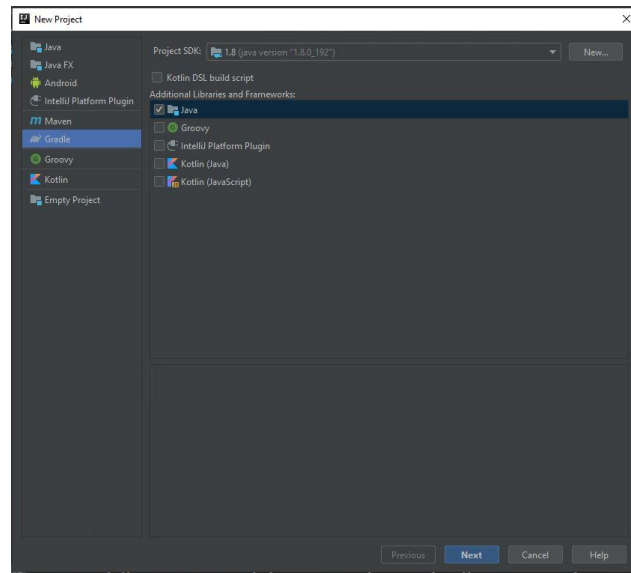 New Project
Java
Java FX
Android
IntelliJ Platform Plugin
Maven
Gradle
Groovy
Kotlin
Empty Project
Project SDK: 1.8 (java version "1.8.0_192") New...
Kotlin DSL build script
Additional Libraries and Frameworks:
Java
Groovy
IntelliJ Platform Plugin
Kotlin (Java)
Kotlin (JavaScript)
Previous Next Cancel Help